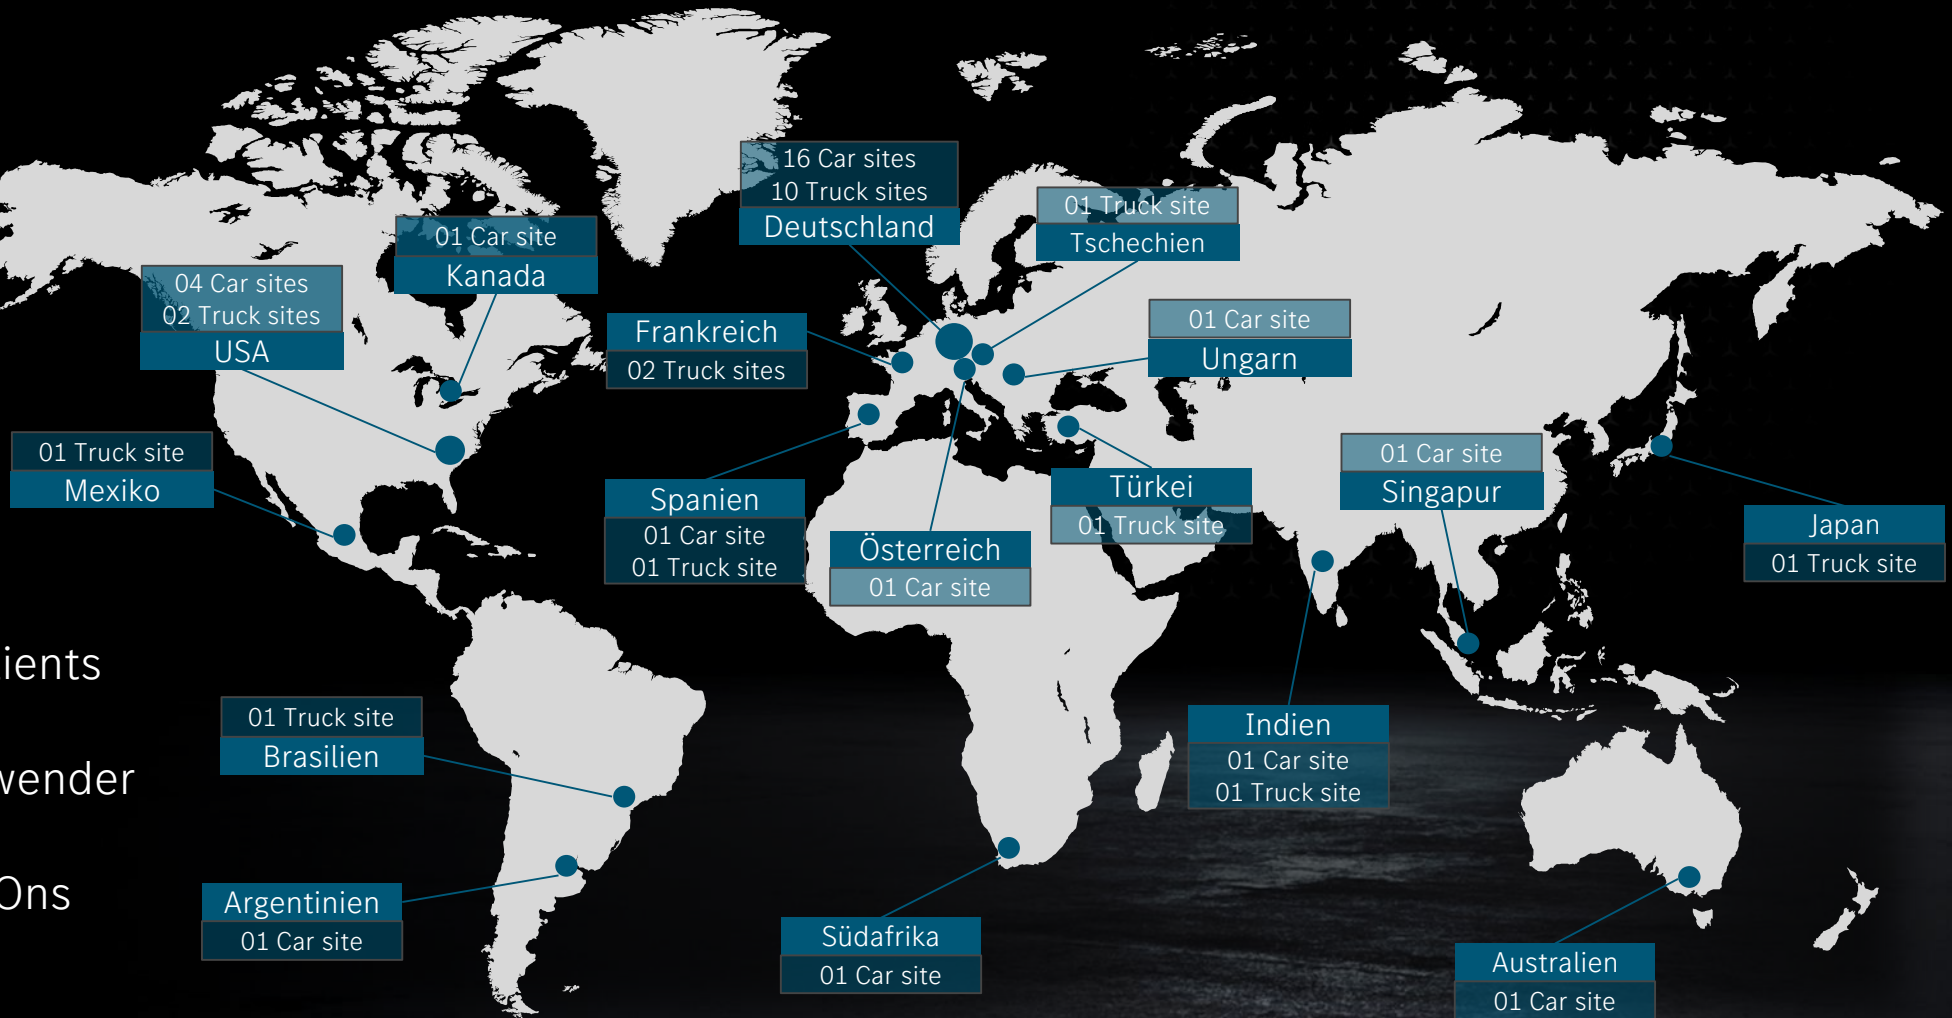 16 Car sites
10 Truck sites
Deutschland
01 Truck site
Tschechien
01 Car site
Kanada
04 Car sites
02 Truck sites
USA
Frankreich
02 Truck sites
01 Car site
Ungarn
01 Truck site
Mexiko
Spanien
01 Car site
01 Truck site
Österreich
01 Car site
Türkei
01 Truck site
01 Car site
Singapur
Japan
01 Truck site
ients
wender
Ons
01 Truck site
Brasilien
Indien
01 Car site
01 Truck site
Argentinien
01 Car site
Südafrika
01 Car site
Australien
01 Car site